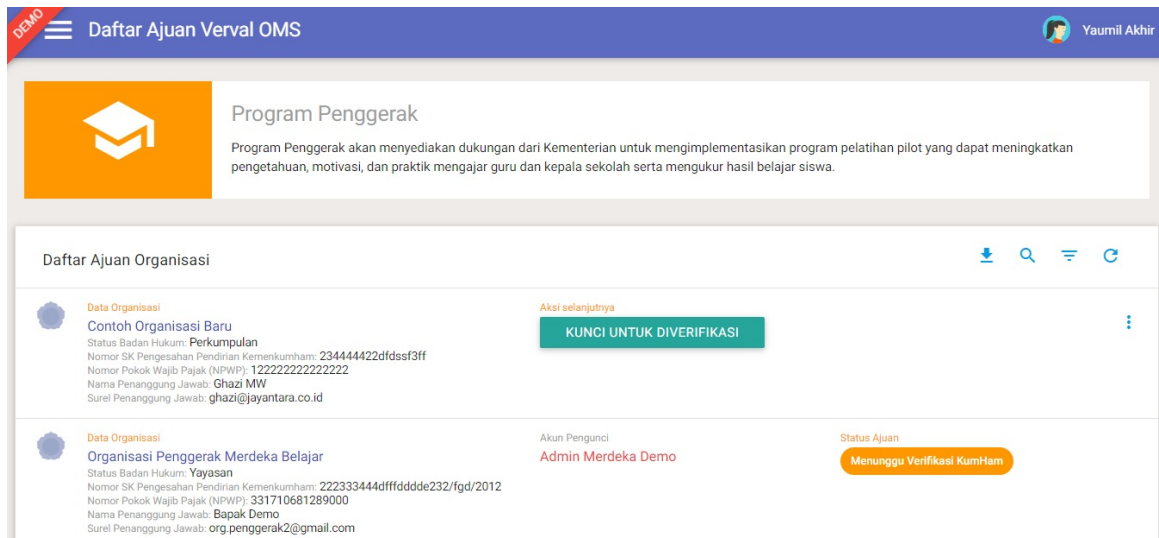 DEMO
Daftar Ajuan Verval OMS
Yaumil Akhir
Program Penggerak
Program Penggerak akan menyediakan dukungan dari Kementerian untuk mengimplementasikan program pelatihan pilot yang dapat meningkatkan
pengetahuan, motivasi, dan praktik mengajar guru dan kepala sekolah serta mengukur hasil belajar siswa.
Daftar Ajuan Organisasi
Data Organisasi
Contoh Organisasi Baru
Status Badan Hukum: Perkumpulan
Nomor SK Pengesahan Pendirian Kemenkumham: 234444422dfdssf3ff
Nomor Pokok Wajib Pajak (NPWP): 122222222222222
Nama Penanggung Jawab: Ghazi MW
Surel Penanggung Jawab: ghazi@jayantara.co.id
Aksi selanjutnya
KUNCI UNTUK DIVERIFIKASI
Data Organisasi
Organisasi Penggerak Merdeka Belajar
Status Badan Hukum: Yayasan
Nomor SK Pengesahan Pendirian Kemenkumham: 222333444dfffdddde232/fgd/2012
Nomor Pokok Wajib Pajak (NPWP): 331710681289000
Nama Penanggung Jawab: Bapak Demo
Surel Penanggung Jawab: org.penggerak2@gmail.com
Akun Pengunci
Admin Merdeka Demo
Status Ajuan
Menunggu Verifikasi KumHam